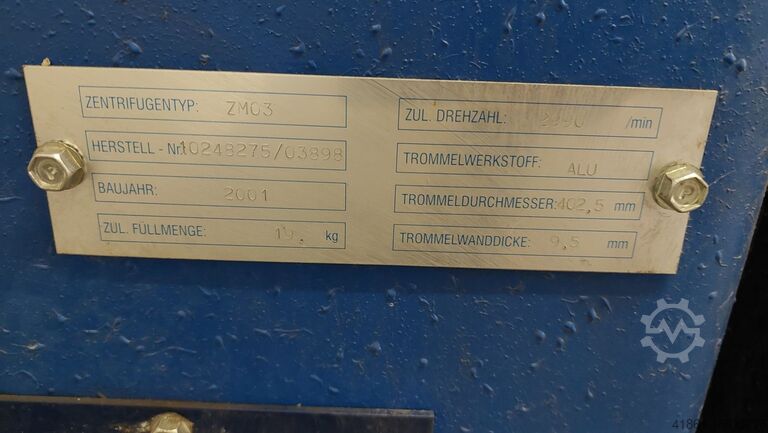 ZENTRIFUGENTYP: ZM03
HERSTELL - Nr.: 10248275/03898
BAUJAHR: 2001
ZUL. FÜLLMENGE: kg
ZUL. DREHZAHL: /min
TROMMELWERKSTOFF: ALU
TROMMELDURCHMESSER: 402,5 mm
TROMMELWANDDICKE: 9,5 mm